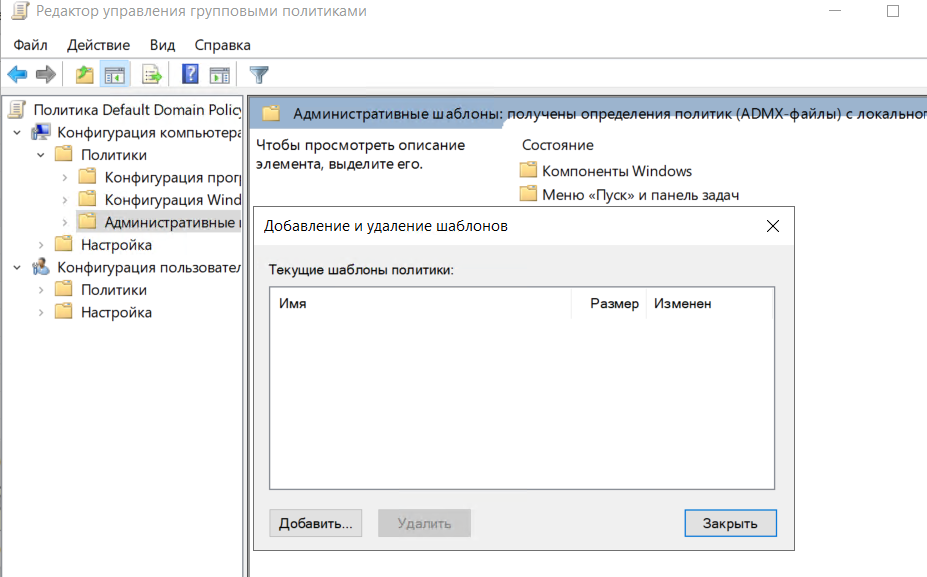 Редактор управления групповыми политиками
Файл Действие Вид Справка
Политика Default Domain Policy
Конфигурация компьютера
Политики
Конфигурация прог
Конфигурация Wind
Административные
Настройка
Конфигурация пользовател
Политики
Настройка
Административные шаблоны: получены определения политик (ADMX-файлы) с локальног
Чтобы просмотреть описание
элемента, выделите его.
Состояние
Компоненты Windows
Меню «Пуск» и панель задач
Добавление и удаление шаблонов
Текущие шаблоны политики:
Имя Размер Изменен
Добавить... Удалить Закрыть